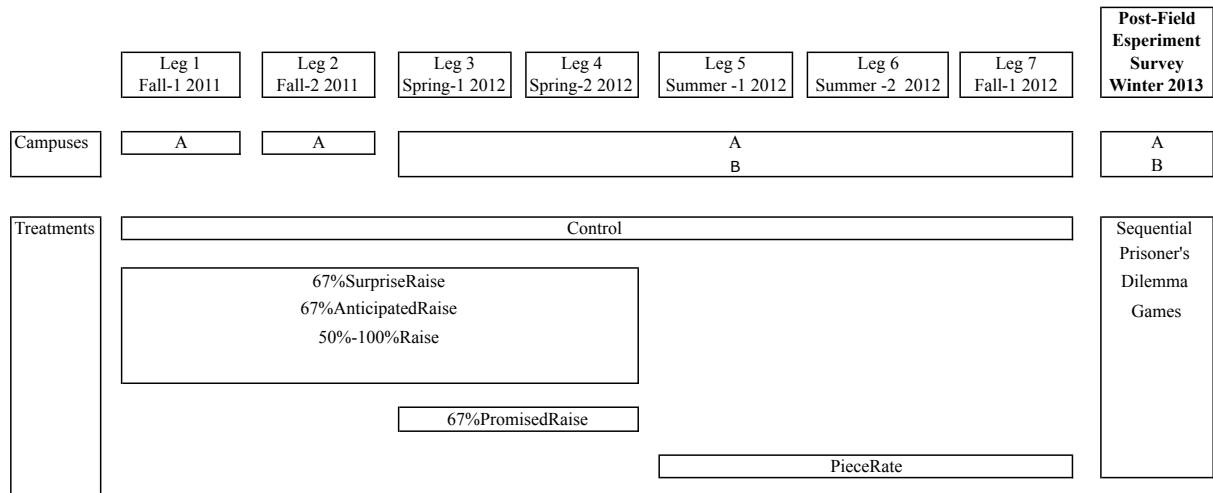 Post-Field
Esperiment
Survey
Winter 2013
Leg 1
Fall-1 2011
Leg 2
Fall-2 2011
Leg 3
Spring-1 2012
Leg 4
Spring-2 2012
Leg 5
Summer -1 2012
Leg 6
Summer -2 2012
Leg 7
Fall-1 2012
Campuses
A
A
A
B
A
B
Treatments
Control
67%SurpriseRaise
67%AnticipatedRaise
50%-100%Raise
67%PromisedRaise
PieceRate
Sequential
Prisoner's
Dilemma
Games